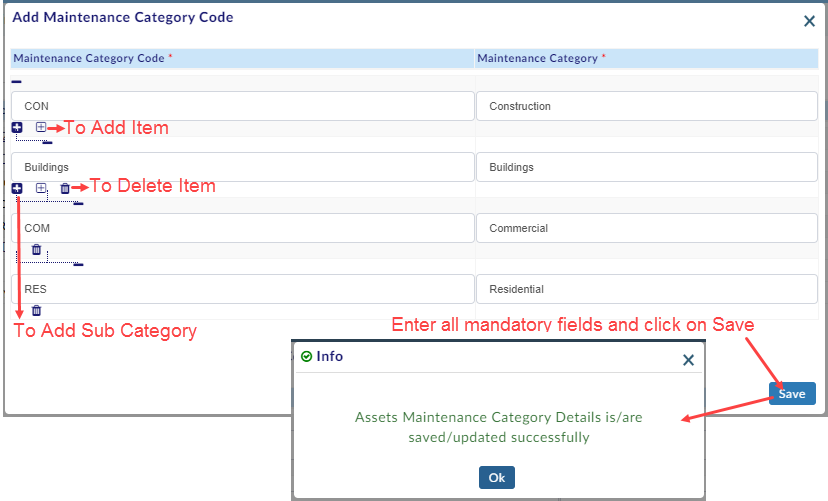 Add Maintenance Category Code
Maintenance Category Code * Maintenance Category *
CON Construction
To Add Item
Buildings Buildings
To Delete Item
COM Commercial
RES Residential
To Add Sub Category
Enter all mandatory fields and click on Save
Info
Save
Assets Maintenance Category Details is/are
saved/updated successfully
Ok